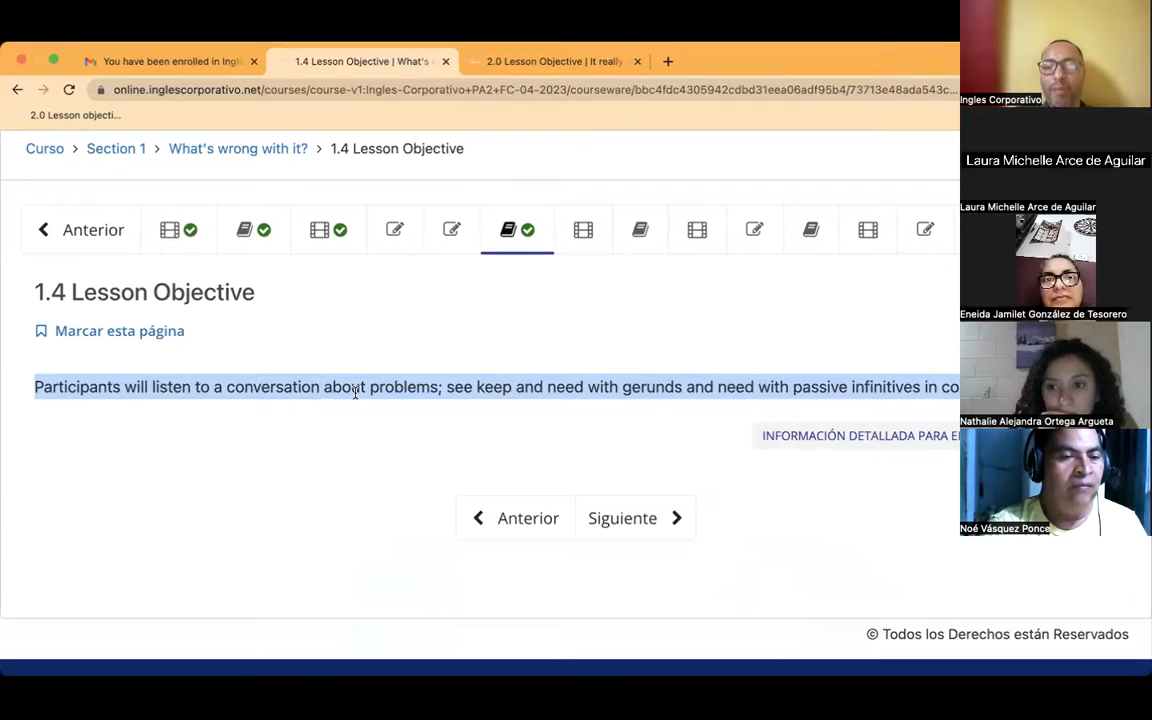 You have been enrolled in Inglé
1.4 Lesson Objective | What's
2.0 Lesson Objective | It really
online.inglescorporativo.net/courses/course-v1:Ingles-Corporativo+PA2+FC-04-2023/courseware/bbc4fdc4305942cdbd31eea06adf95b4/73713e48ada543c...
2.0 Lesson objecti...
Curso > Section 1 > What's wrong with it? > 1.4 Lesson Objective
Anterior
1.4 Lesson Objective
Marcar esta página
Participants will listen to a conversation about problems; see keep and need with gerunds and need with passive infinitives in co
INFORMACIÓN DETALLADA PARA E
Anterior
Siguiente
© Todos los Derechos están Reservados
Ingles Corporativo
Laura Michelle Arce de Aguilar
Laura Michelle Arce de Aguilar
Eneida Jamilet González de Tesorero
Nathalie Alejandra Ortega Argueta
Noé Vásquez Ponce